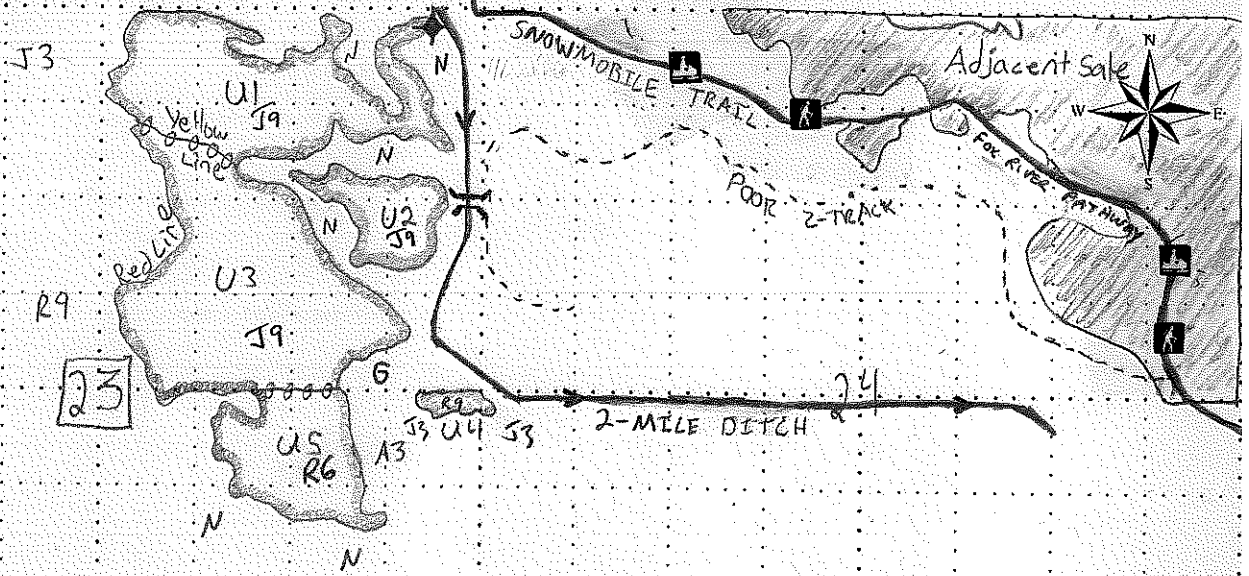 J3
N
N
SNOWMOBILE TRAIL
Adjacent Sale
N
W
E
S
U1
J9
Yellow
Line
N
FOX RIVER PATHWAY
POOR 2-TRACK
U2
J9
N
Red Line
U3
R9
J9
G
23
R9
J3 U4 J3
24
2-MILE DITCH
U5
R6
A3
N
N